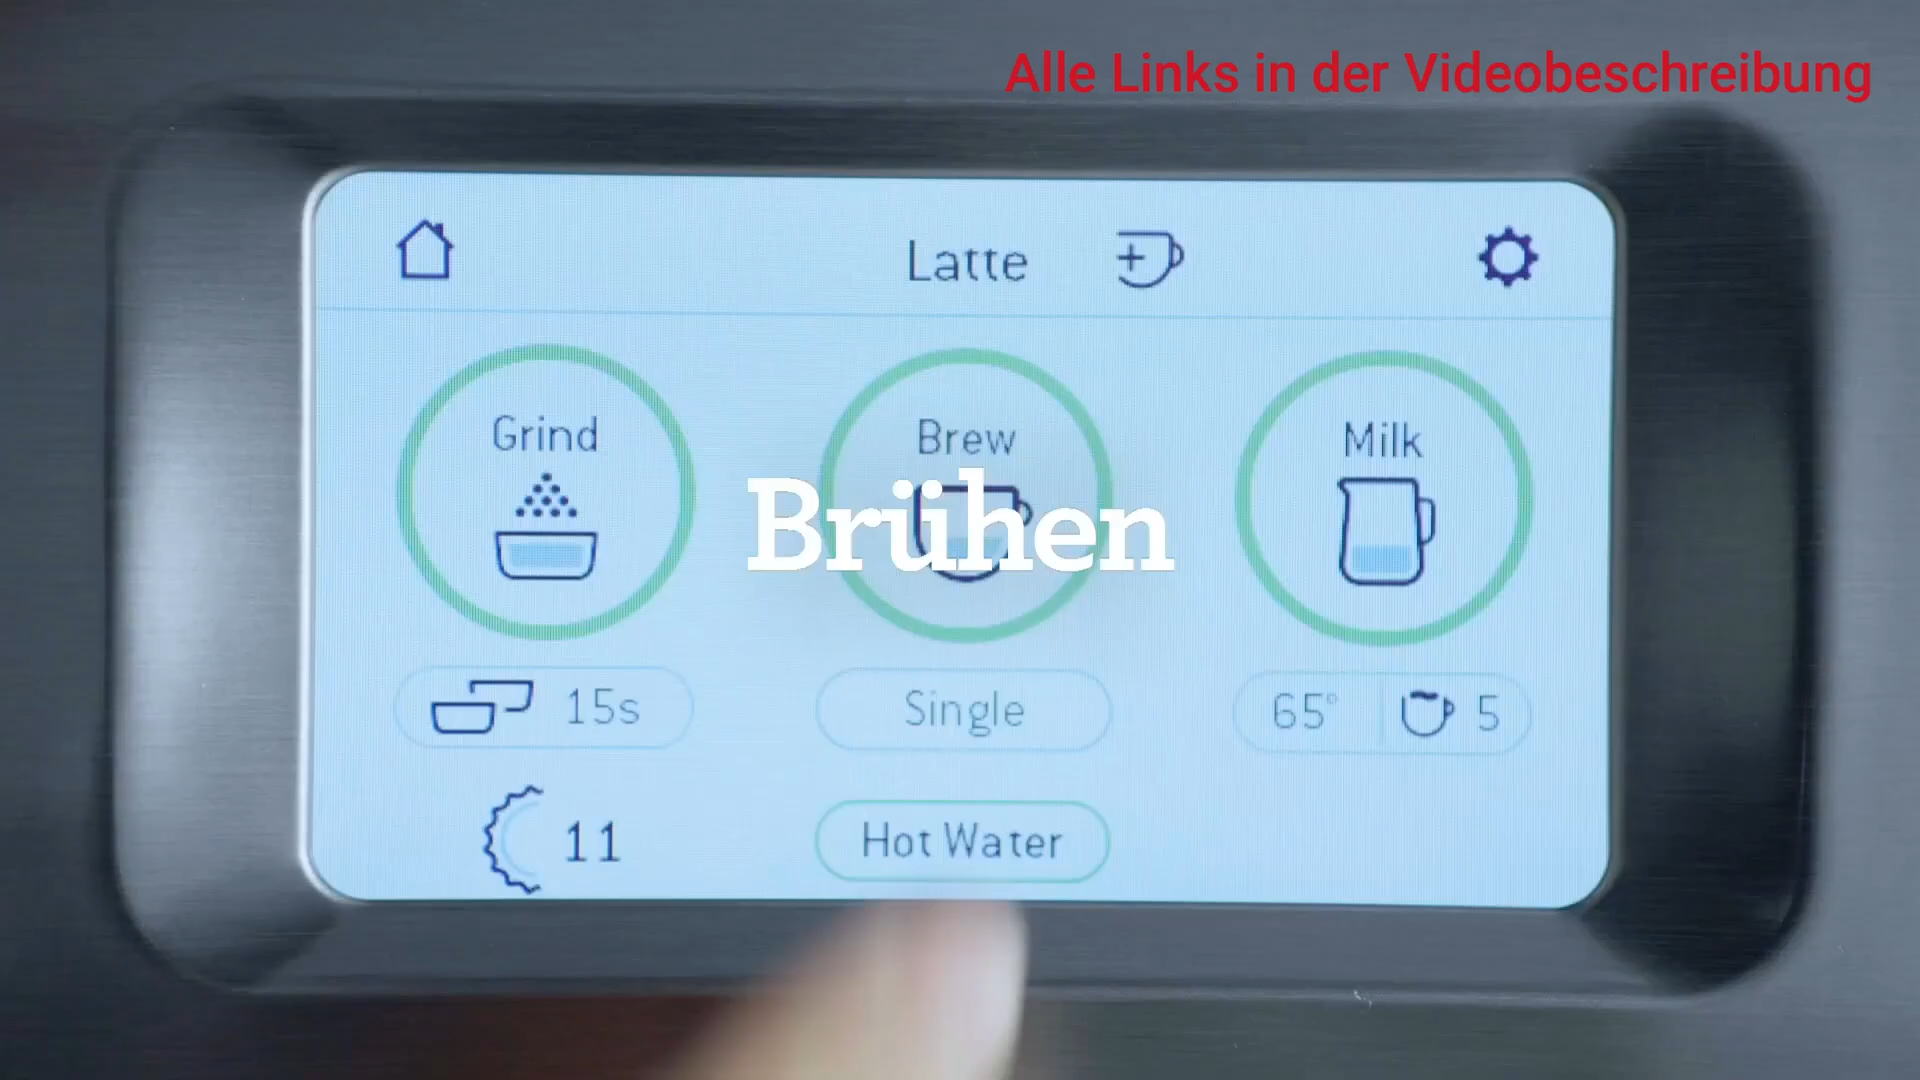 Alle Links in der Videobeschreibung
Latte
Grind
Brew
Milk
Brühen
15s
Single
65° 5
11
Hot Water